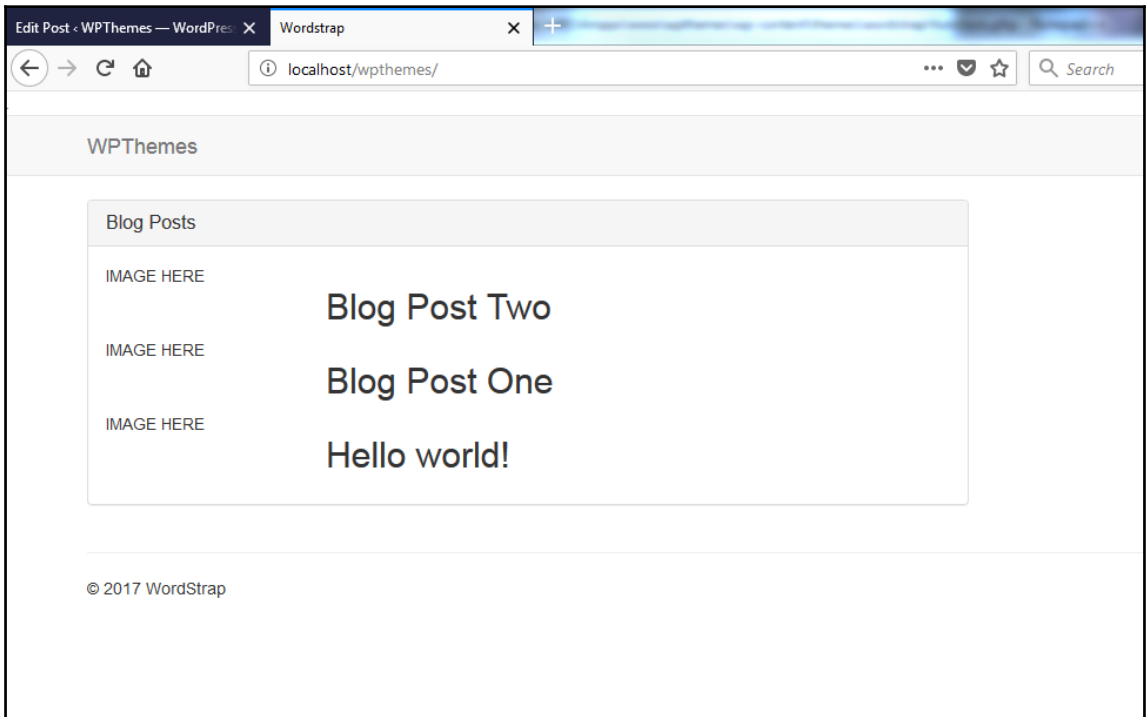 Edit Post ‹ WPThemes — WordPres
Wordstrap
localhost/wpthemes/
Search
WPThemes
Blog Posts
IMAGE HERE
Blog Post Two
IMAGE HERE
Blog Post One
IMAGE HERE
Hello world!
© 2017 WordStrap